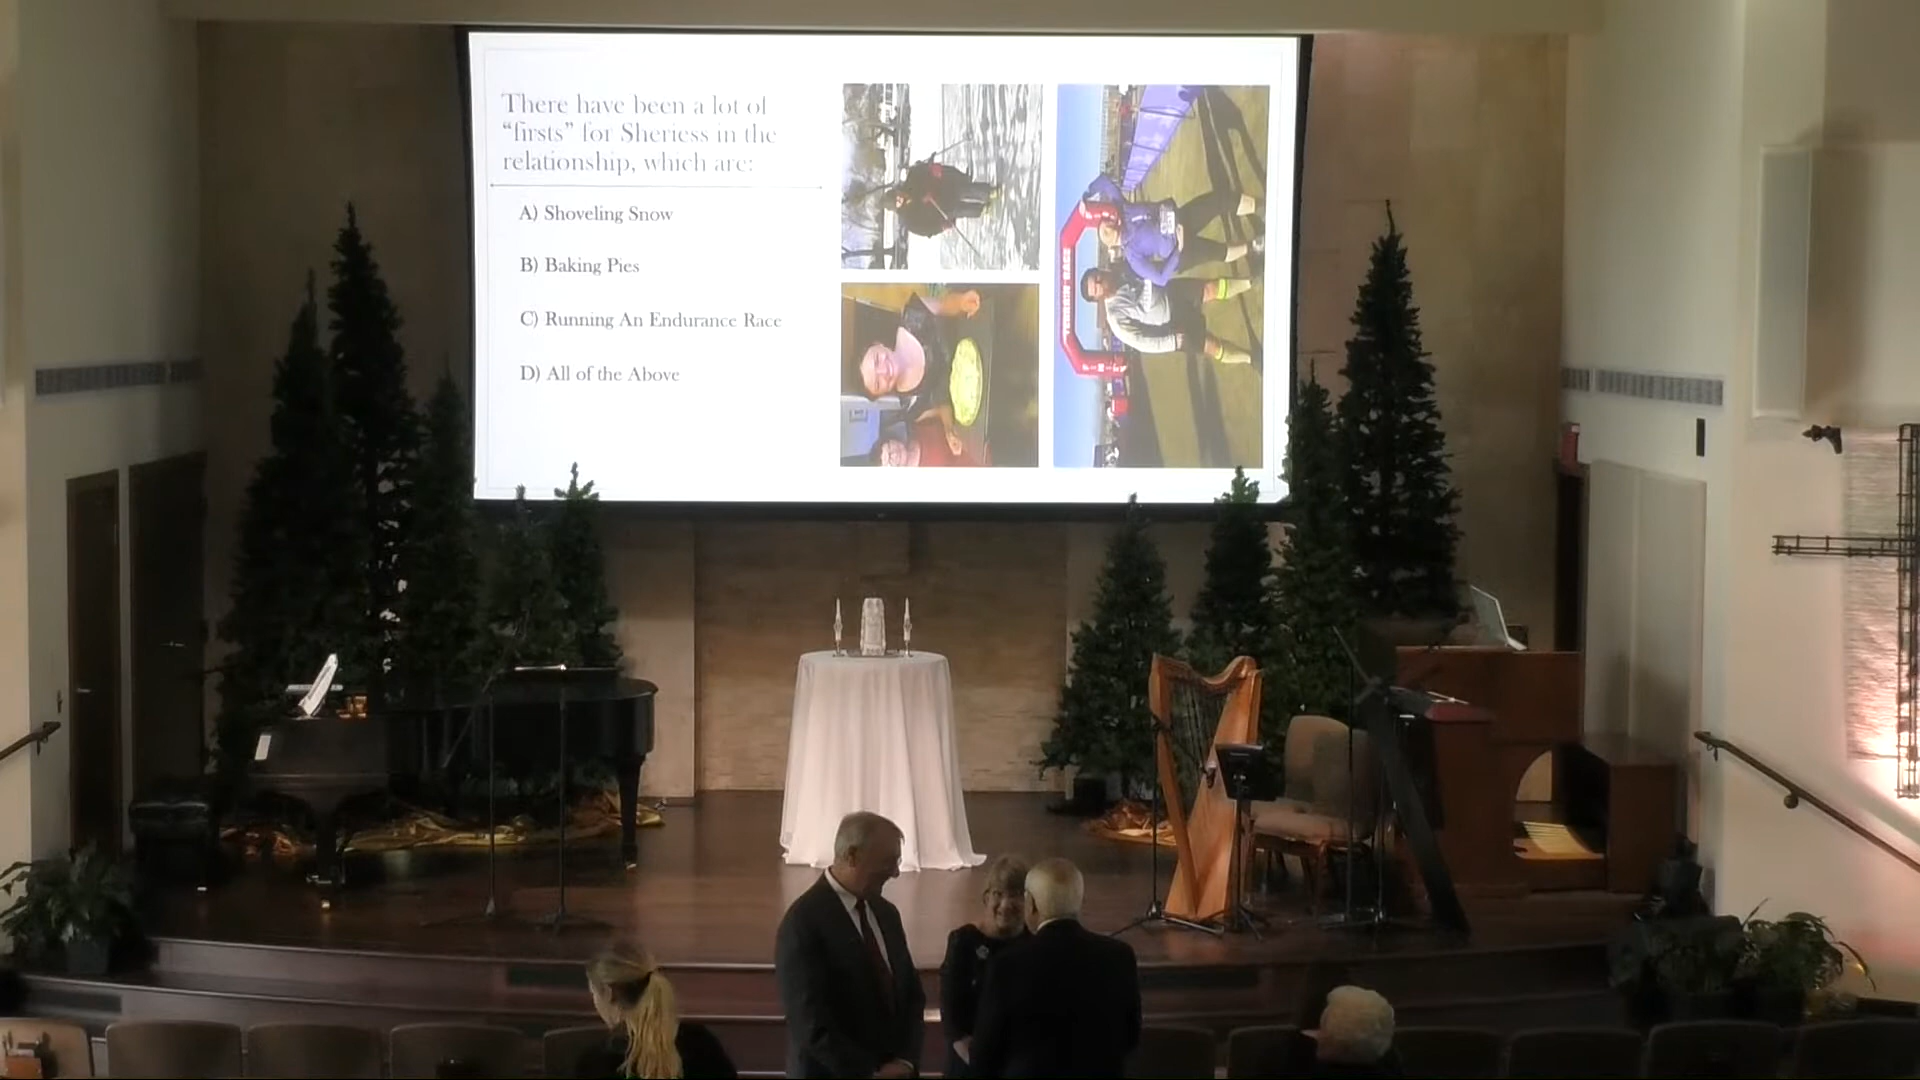 There have been a lot of
“firsts” for Sheriess in the
relationship, which are:
A) Shoveling Snow
B) Baking Pies
C) Running An Endurance Race
D) All of the Above